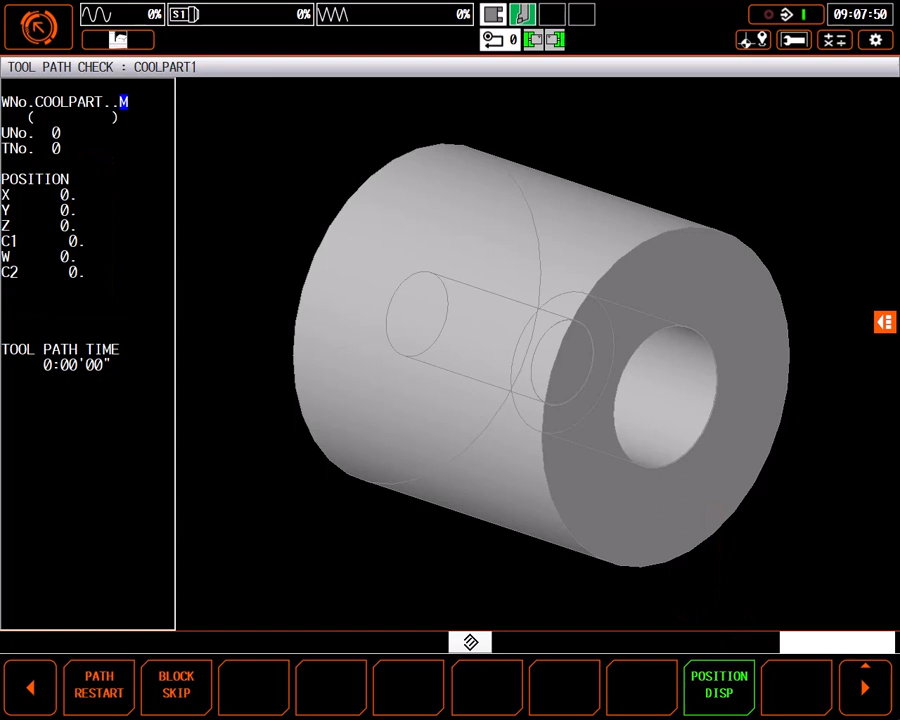 0%
S1
0%
0%
0
09:07:50
TOOL PATH CHECK : COOLPART1
WNo.COOLPART..M
( )
UNo. 0
TNo. 0
POSITION
X 0.
Y 0.
Z 0.
C1 0.
W 0.
C2 0.
TOOL PATH TIME
0:00'00"
PATH RESTART
BLOCK SKIP
POSITION DISP